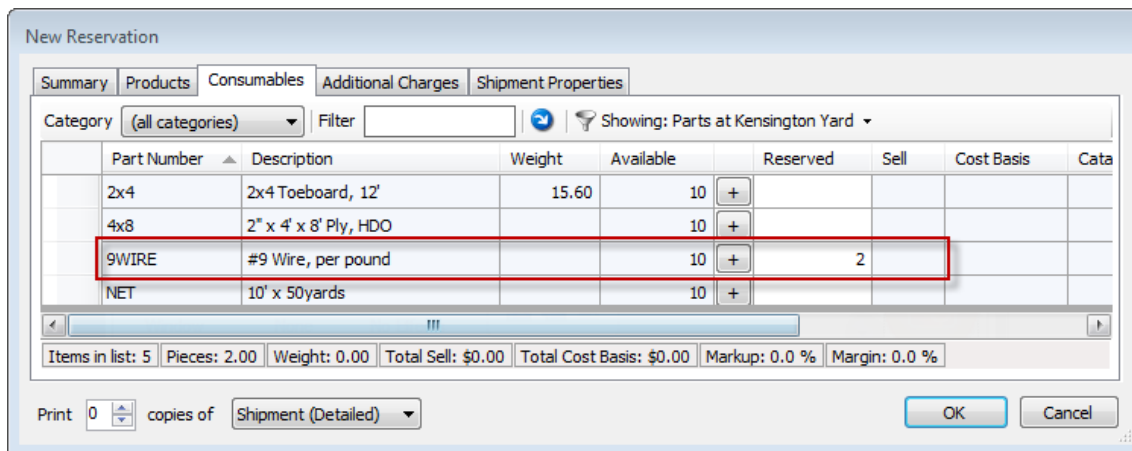 New Reservation
Summary Products Consumables Additional Charges Shipment Properties
Category (all categories) Filter Showing: Parts at Kensington Yard
Part Number Description Weight Available Reserved Sell Cost Basis Cata
2x4 2x4 Toeboard, 12' 15.60 10 +
4x8 2" x 4' x 8' Ply, HDO 10 +
9WIRE #9 Wire, per pound 10 + 2
NET 10' x 50yards 10 +
Items in list: 5 Pieces: 2.00 Weight: 0.00 Total Sell: $0.00 Total Cost Basis: $0.00 Markup: 0.0 % Margin: 0.0 %
Print 0 copies of Shipment (Detailed) OK Cancel